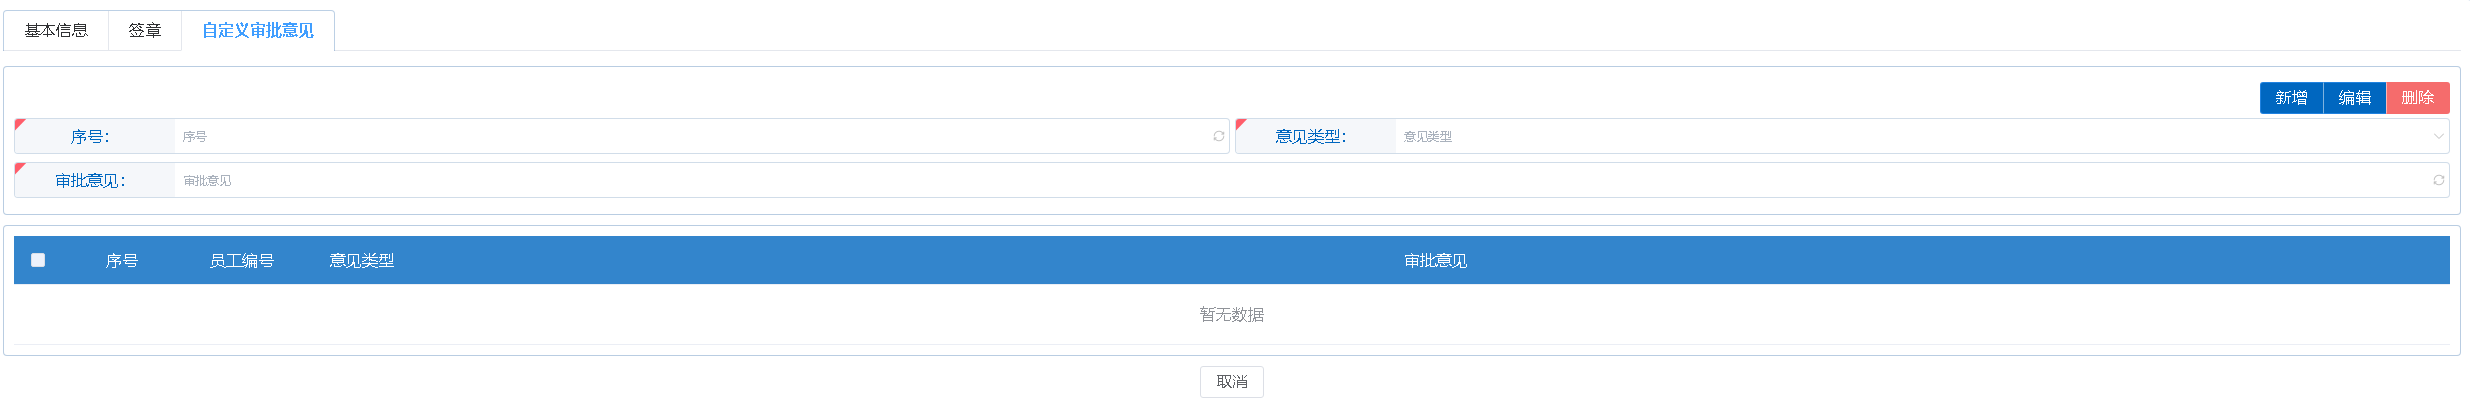 基本信息 签章 自定义审批意见
新增 编辑 删除
序号： 序号 意见类型： 意见类型
审批意见： 审批意见
序号 员工编号 意见类型 审批意见
暂无数据
取消